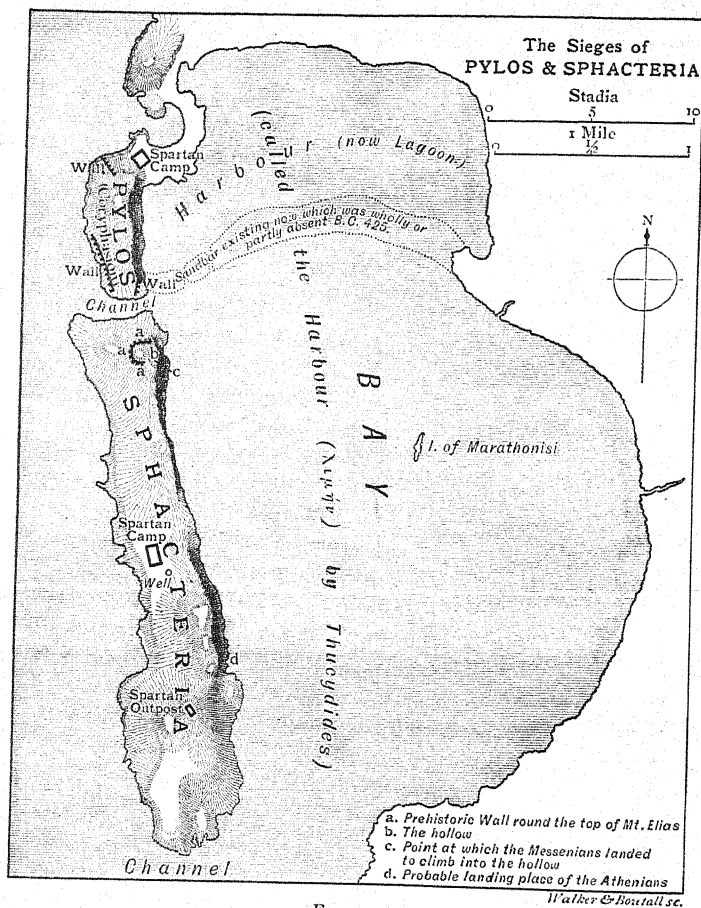 The Sieges of
PYLOS & SPHACTERIA
Stadia
0 5 10
1 Mile
0 ½ 1
N
Spartan
Camp
Wall
PYLOS
(Coryphasium)
Wall
Wall
Harbour (now Lagoon)
Sandbar existing now which was wholly or
partly absent B.C. 425.
(called the Harbour (Λιμήν) by Thucydides)
Channel
a
a
b
a
c
SPHACTERIA
BAY
I. of Marathonisi
Spartan
Camp
Well
d
Spartan
Outpost
Channel
a. Prehistoric Wall round the top of Mt. Elias
b. The hollow
c. Point at which the Messenians landed
to climb into the hollow
d. Probable landing place of the Athenians
Walker & Boutall sc.